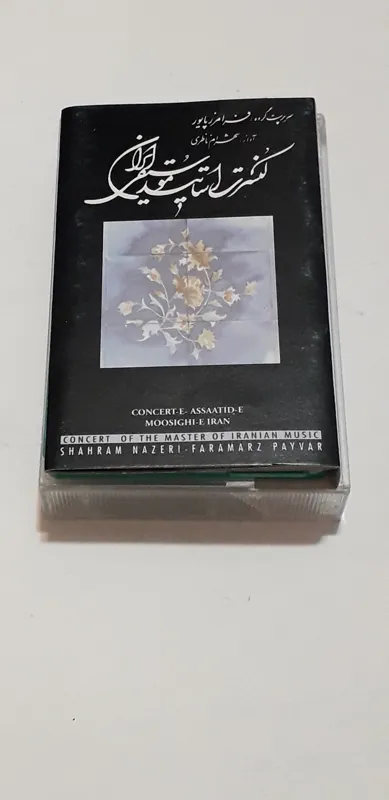 سرپرست گروه: فرامرز پایور
آواز: شهرام ناظری
کنسرت اساتید موسیقی ایران
CONCERT-E- ASSAATID-E
MOOSIGHI-E IRAN
CONCERT OF THE MASTER OF IRANIAN MUSIC
SHAHRAM NAZERI-FARAMARZ PAYVAR